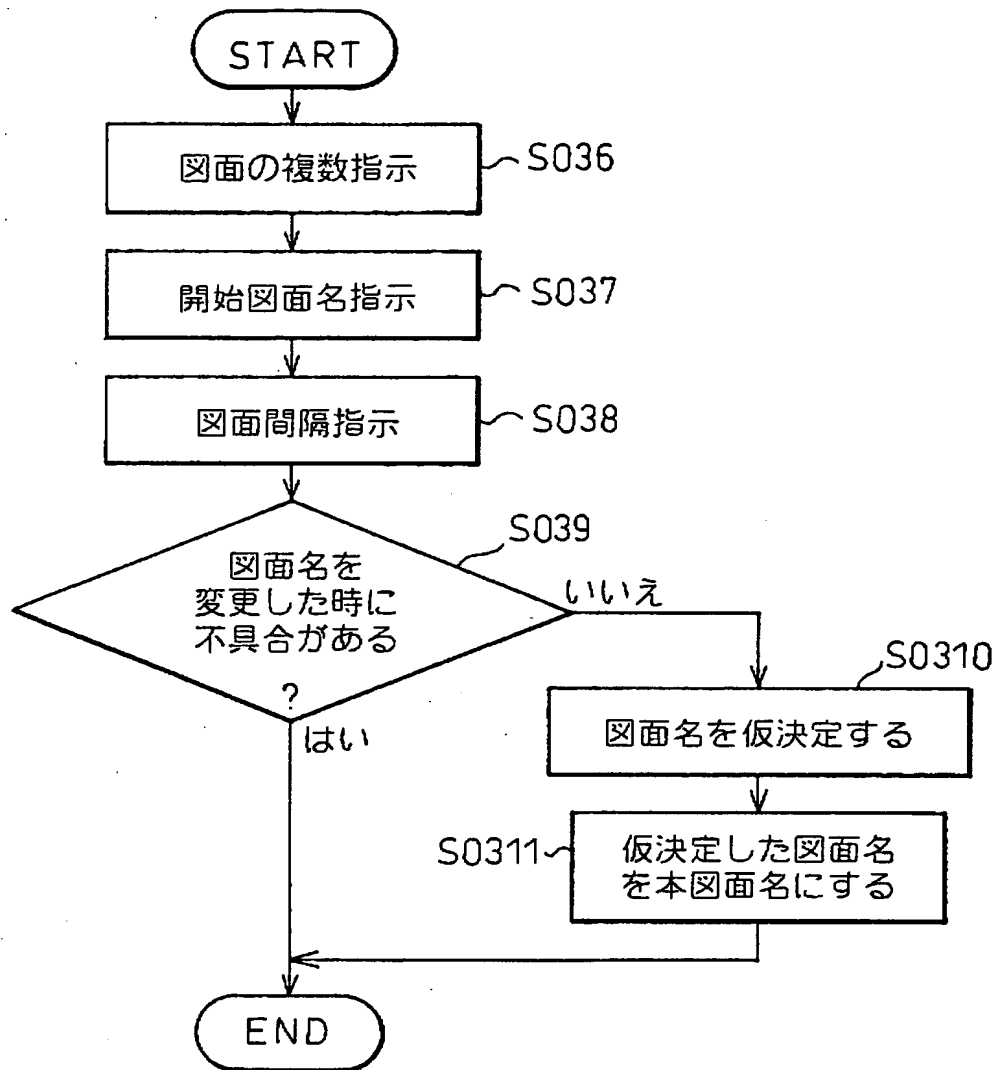 START
図面の複数指示
S036
開始図面名指示
S037
図面間隔指示
S038
S039
図面名を
変更した時に
不具合がある
?
いいえ
はい
S0310
図面名を仮決定する
S0311
仮決定した図面名
を本図面名にする
END